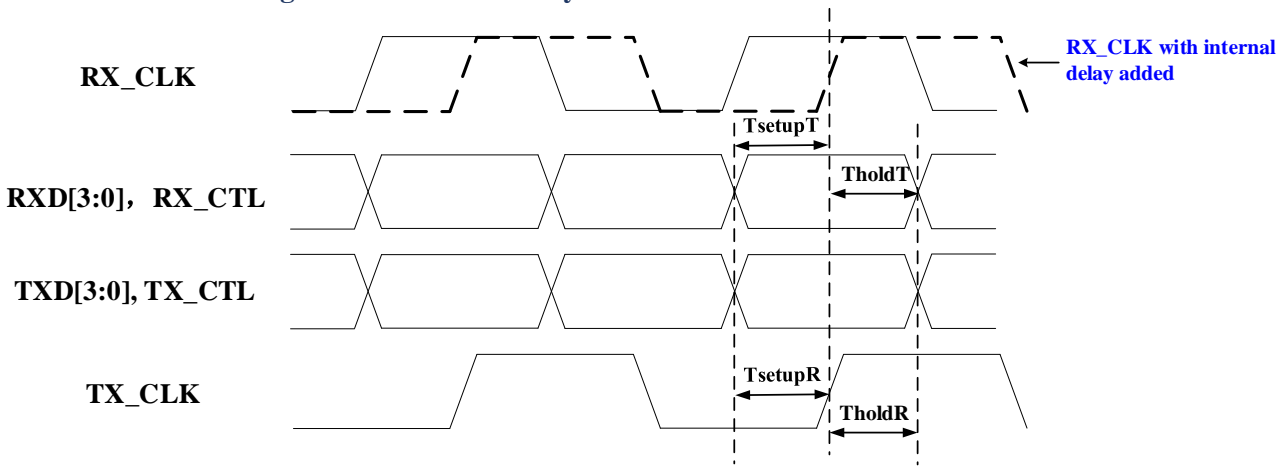 RX_CLK with internal
delay added
RX_CLK
TsetupT
TholdT
RXD[3:0]，RX_CTL
TXD[3:0], TX_CTL
TsetupR
TX_CLK
TholdR